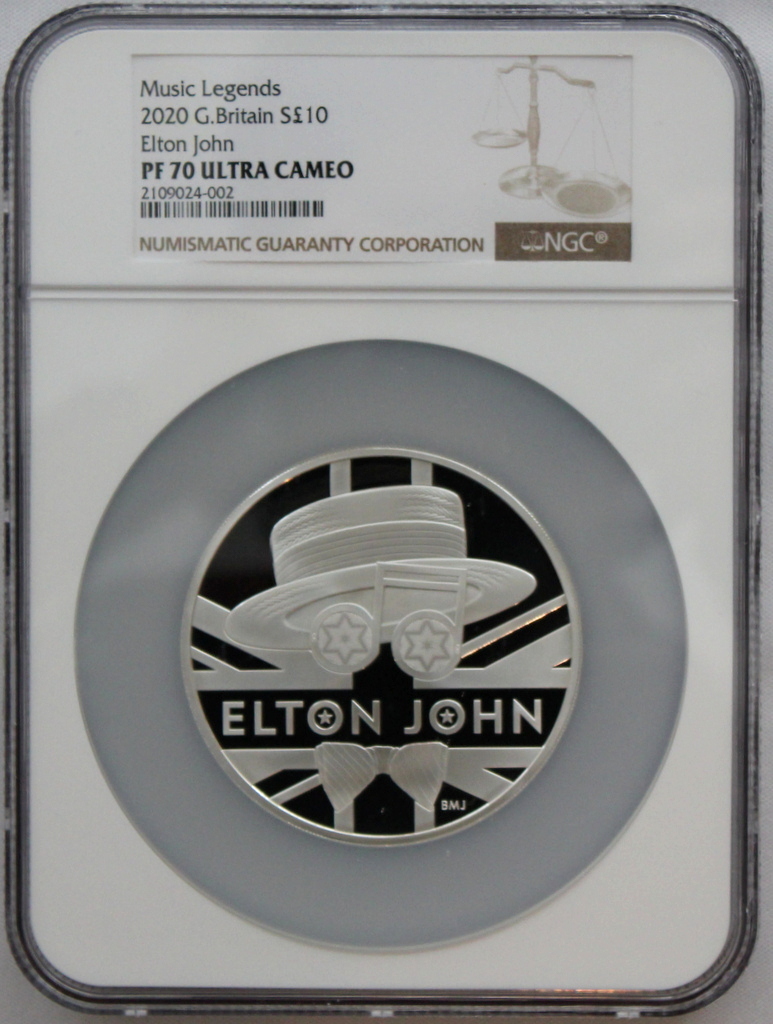 Music Legends
2020 G.Britain S£10
Elton John
PF 70 ULTRA CAMEO
2109024-002
NUMISMATIC GUARANTY CORPORATION
NGC®
ELTON JOHN
BMJ